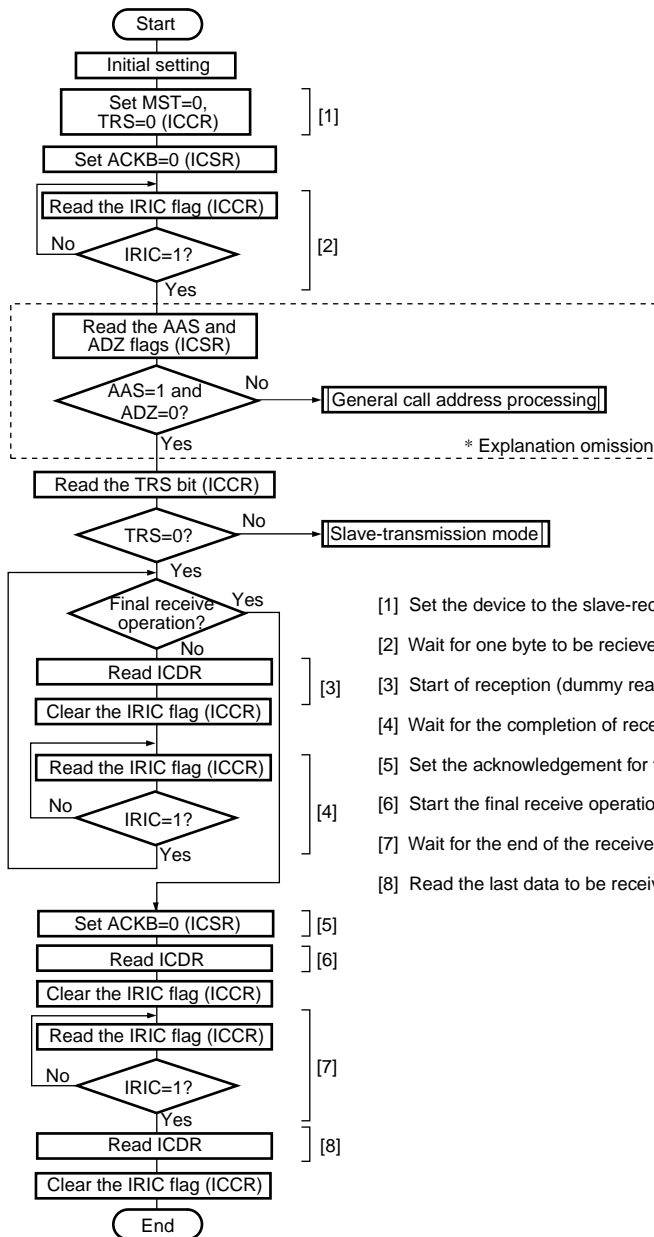 Start
Initial setting
Set MST=0,
TRS=0 (ICCR)
[1]
Set ACKB=0 (ICSR)
Read the IRIC flag (ICCR)
No
IRIC=1?
[2]
Yes
Read the AAS and
ADZ flags (ICSR)
AAS=1 and
ADZ=0?
No
General call address processing
Yes
* Explanation omission
Read the TRS bit (ICCR)
TRS=0?
No
Slave-transmission mode
Yes
Final receive
operation?
Yes
No
Read ICDR
[3]
Clear the IRIC flag (ICCR)
Read the IRIC flag (ICCR)
No
IRIC=1?
[4]
Yes
[1] Set the device to the slave-rec
[2] Wait for one byte to be recieve
[3] Start of reception (dummy rea
[4] Wait for the completion of rece
[5] Set the acknowledgement for
[6] Start the final receive operatio
[7] Wait for the end of the receive
[8] Read the last data to be receiv
Set ACKB=0 (ICSR)
[5]
Read ICDR
[6]
Clear the IRIC flag (ICCR)
Read the IRIC flag (ICCR)
No
IRIC=1?
[7]
Yes
Read ICDR
[8]
Clear the IRIC flag (ICCR)
End